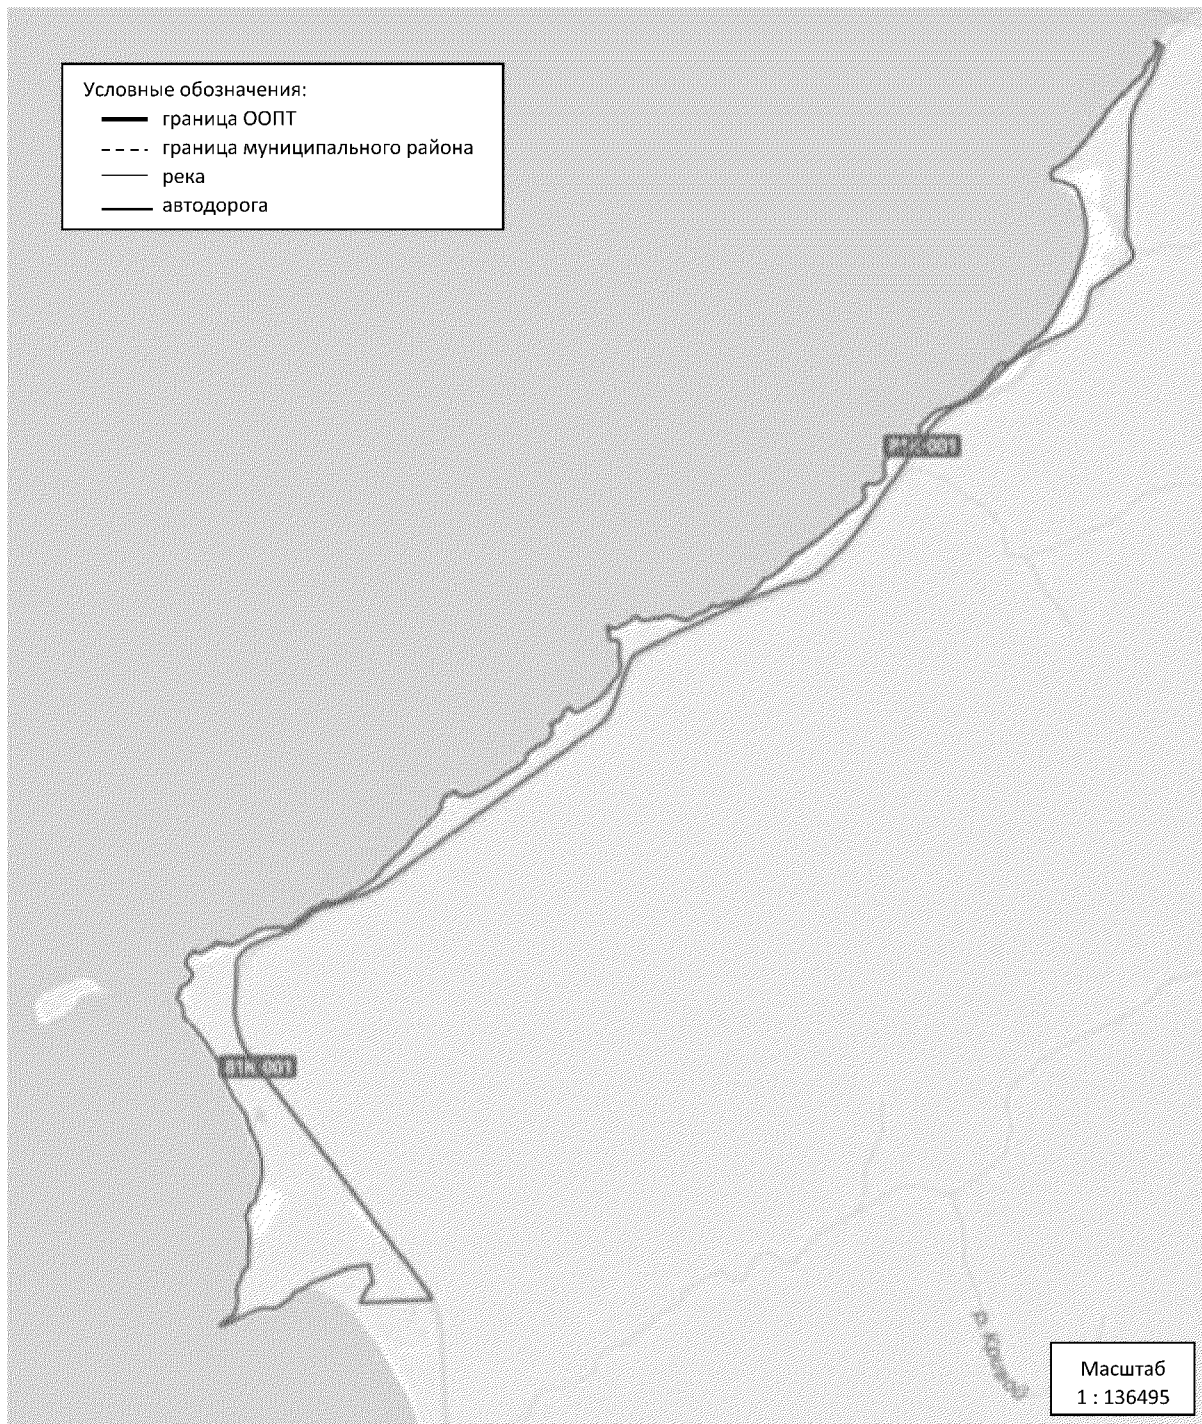 Условные обозначения:
граница ООПТ
граница муниципального района
река
автодорога
Масштаб
1 : 136495